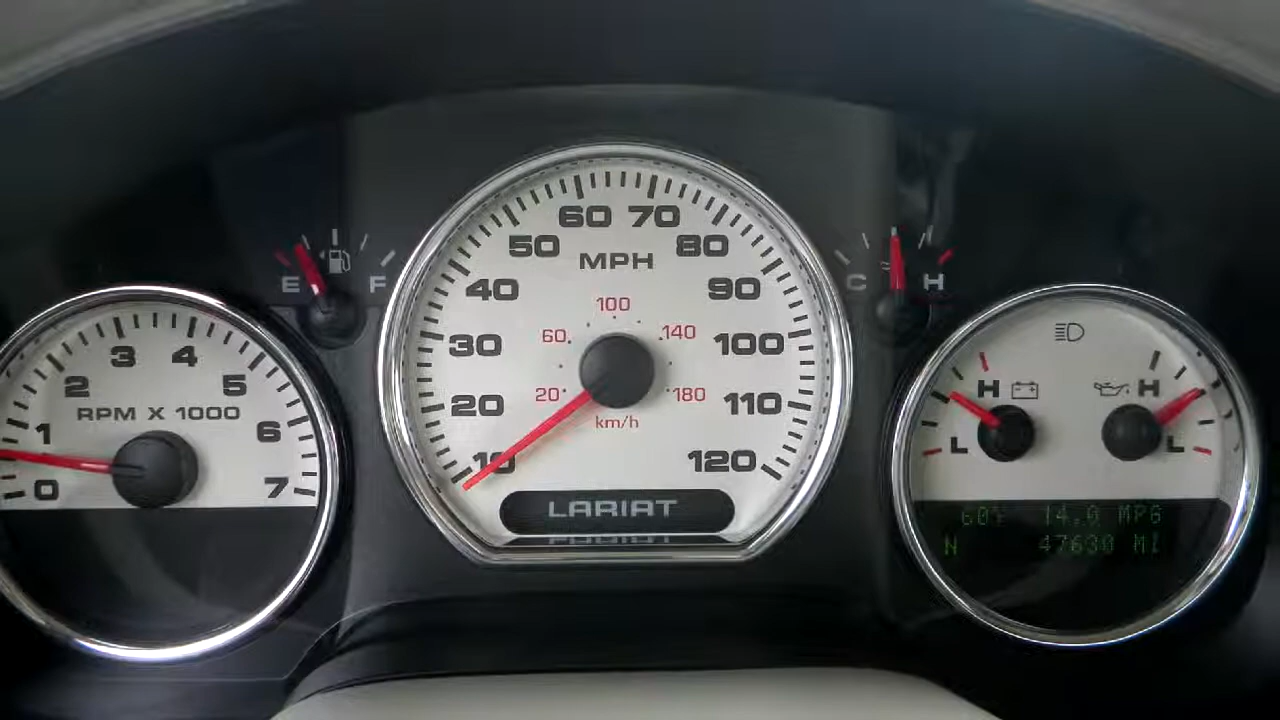 60 70
50 80
MPH
E F
C H
40 90
100
60 140
30 100
3 4
2 5
H
H
20 180
20 110
RPM X 1000
km/h
1 6
L
L
10 120
0 7
LARIAT
60°F 14.0 MPG
N 47630 MI